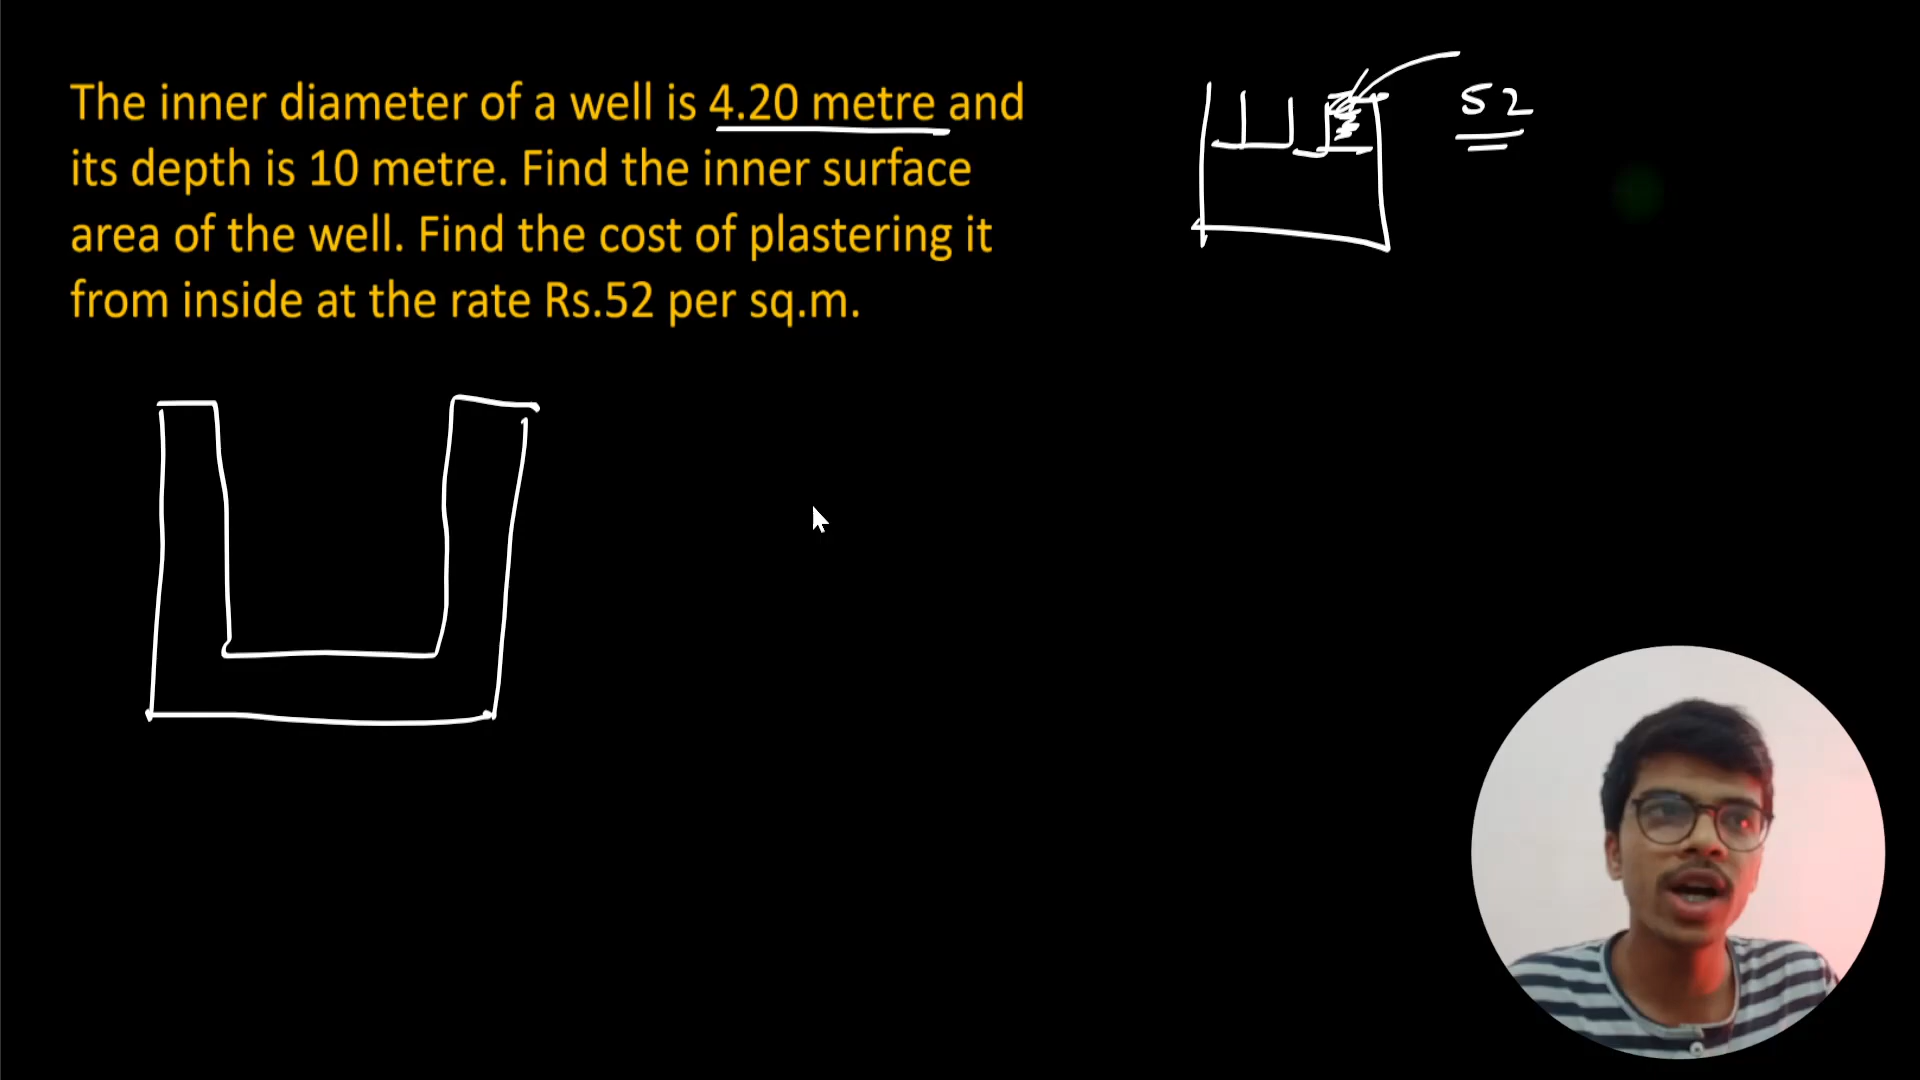 The inner diameter of a well is 4.20 metre and
its depth is 10 metre. Find the inner surface
area of the well. Find the cost of plastering it
from inside at the rate Rs.52 per sq.m.
52